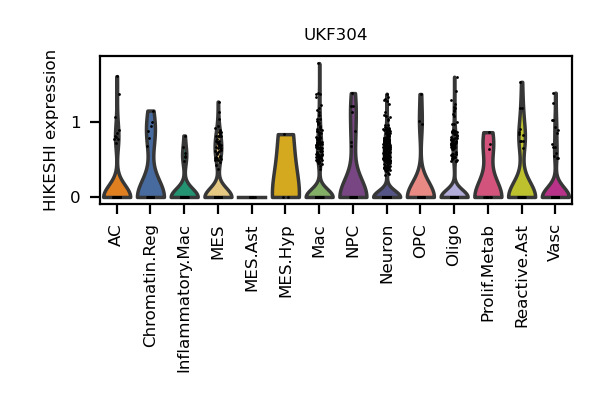 UKF304
HIKESHI expression
1
0
AC
Chromatin.Reg
Inflammatory.Mac
MES
MES.Ast
MES.Hyp
Mac
NPC
Neuron
OPC
Oligo
Prolif.Metab
Reactive.Ast
Vasc